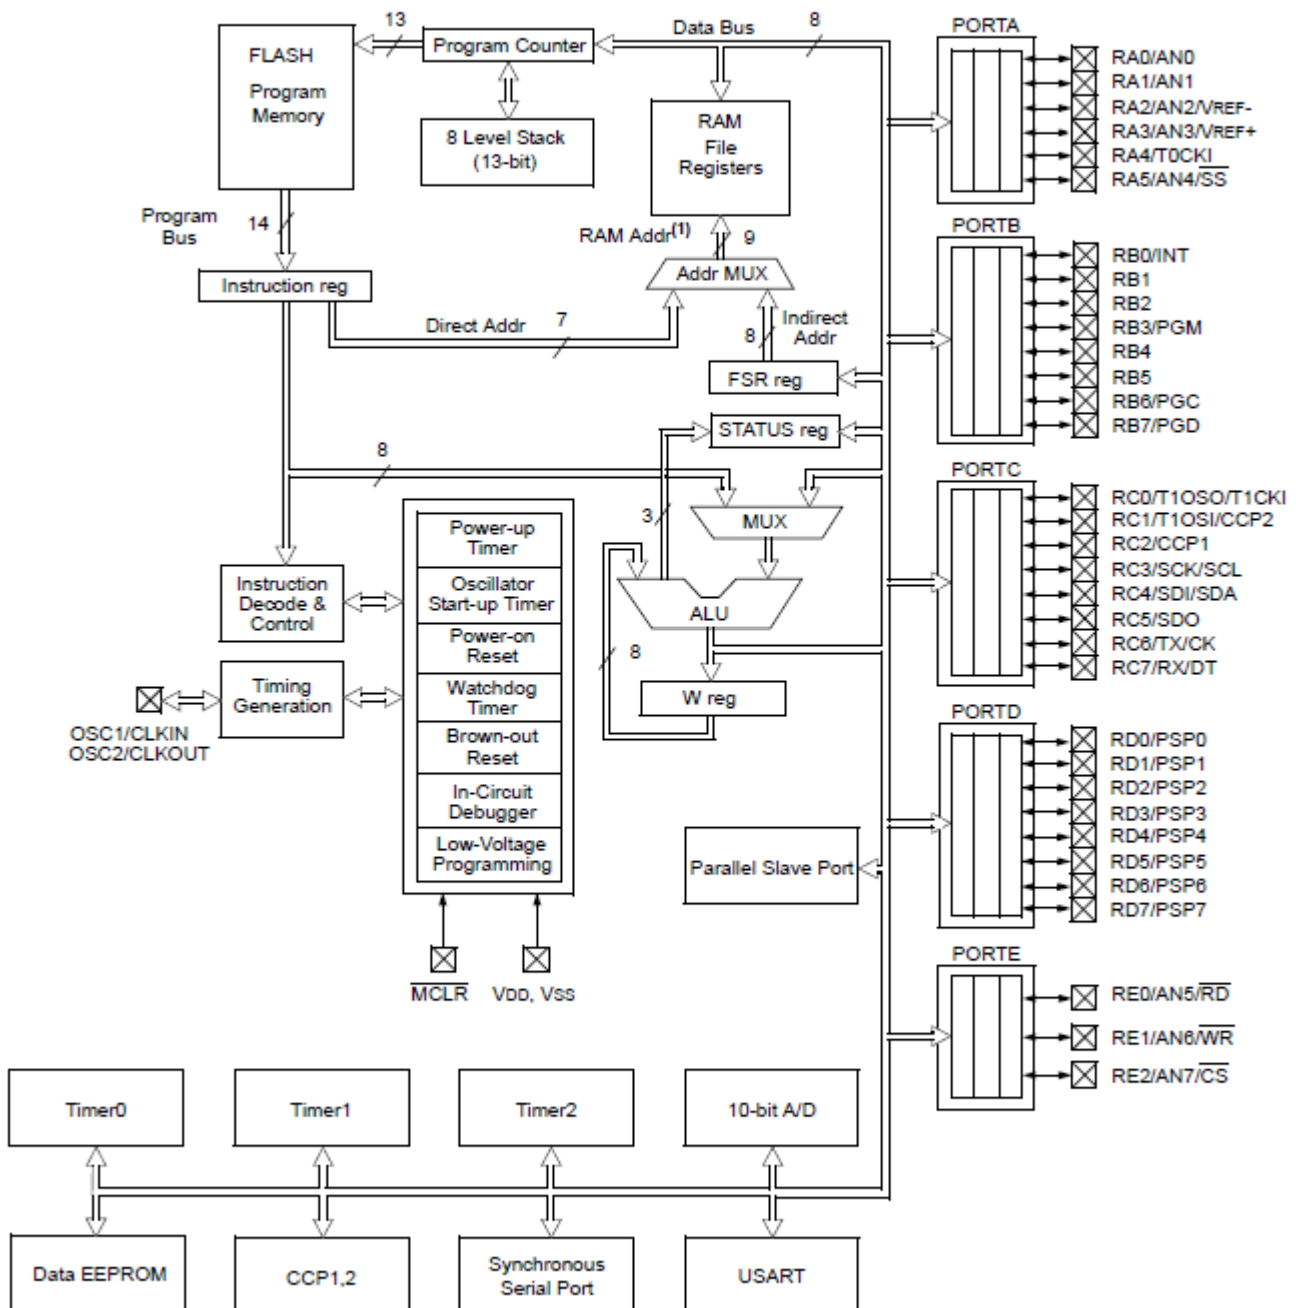 FLASH
Program
Memory
13
Program Counter
8 Level Stack
(13-bit)
Data Bus
8
RAM
File
Registers
RAM Addr(1)
9
Addr MUX
Program
Bus
14
Instruction reg
Direct Addr
7
Indirect
Addr
8
FSR reg
STATUS reg
8
3
MUX
ALU
8
W reg
Power-up
Timer
Oscillator
Start-up Timer
Power-on
Reset
Watchdog
Timer
Brown-out
Reset
In-Circuit
Debugger
Low-Voltage
Programming
Instruction
Decode &
Control
Timing
Generation
OSC1/CLKIN
OSC2/CLKOUT
MCLR
VDD, VSS
Parallel Slave Port
PORTA
RA0/AN0
RA1/AN1
RA2/AN2/VREF-
RA3/AN3/VREF+
RA4/T0CKI
RA5/AN4/SS
PORTB
RB0/INT
RB1
RB2
RB3/PGM
RB4
RB5
RB6/PGC
RB7/PGD
PORTC
RC0/T1OSO/T1CKI
RC1/T1OSI/CCP2
RC2/CCP1
RC3/SCK/SCL
RC4/SDI/SDA
RC5/SDO
RC6/TX/CK
RC7/RX/DT
PORTD
RD0/PSP0
RD1/PSP1
RD2/PSP2
RD3/PSP3
RD4/PSP4
RD5/PSP5
RD6/PSP6
RD7/PSP7
PORTE
RE0/AN5/RD
RE1/AN6/WR
RE2/AN7/CS
Timer0
Timer1
Timer2
10-bit A/D
Data EEPROM
CCP1,2
Synchronous
Serial Port
USART